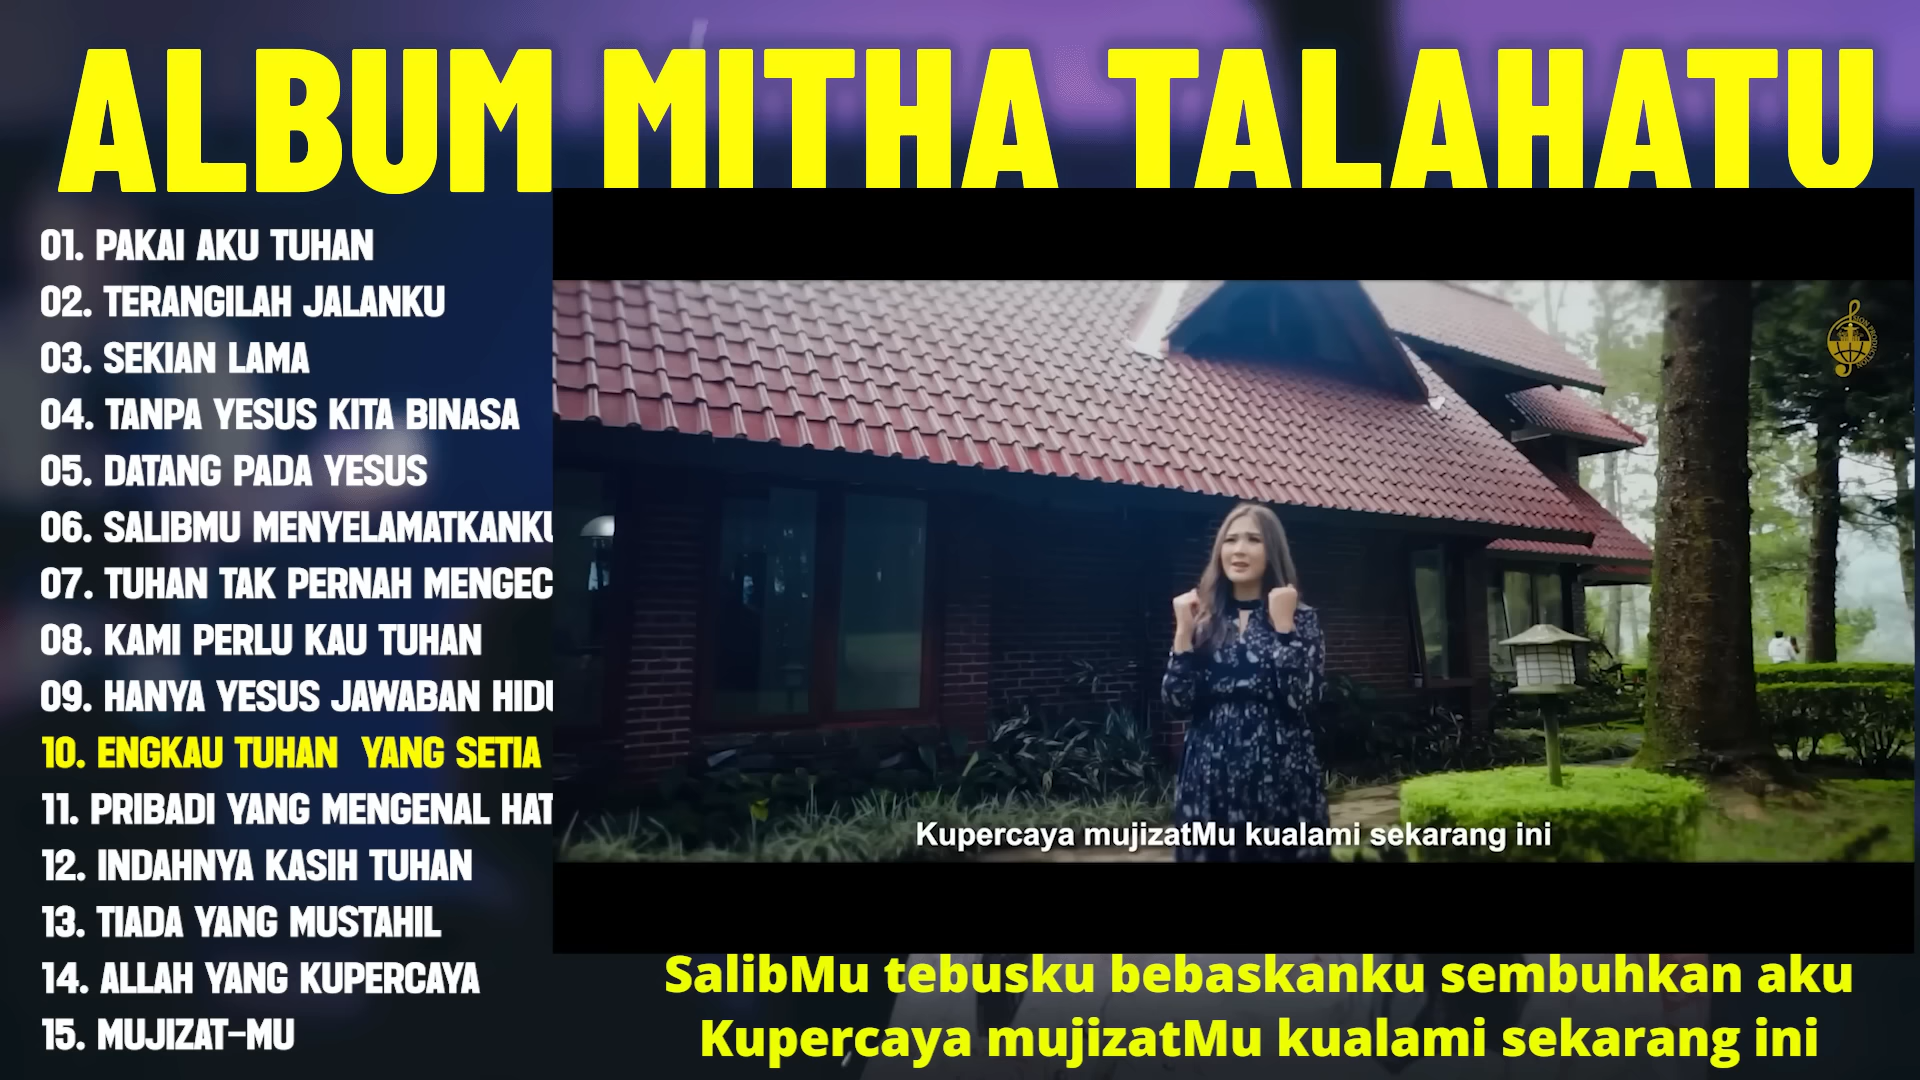 ALBUM MITHA TALAHATU
01. PAKAI AKU TUHAN
02. TERANGILAH JALANKU
03. SEKIAN LAMA
04. TANPA YESUS KITA BINASA
05. DATANG PADA YESUS
06. SALIBMU MENYELAMATKANKU
07. TUHAN TAK PERNAH MENGEC
08. KAMI PERLU KAU TUHAN
09. HANYA YESUS JAWABAN HIDU
10. ENGKAU TUHAN YANG SETIA
11. PRIBADI YANG MENGENAL HAT
12. INDAHNYA KASIH TUHAN
13. TIADA YANG MUSTAHIL
14. ALLAH YANG KUPERCAYA
15. MUJIZAT-MU
SION PRODUCTION
Kupercaya mujizatMu kualami sekarang ini
SalibMu tebusku bebaskanku sembuhkan aku
Kupercaya mujizatMu kualami sekarang ini